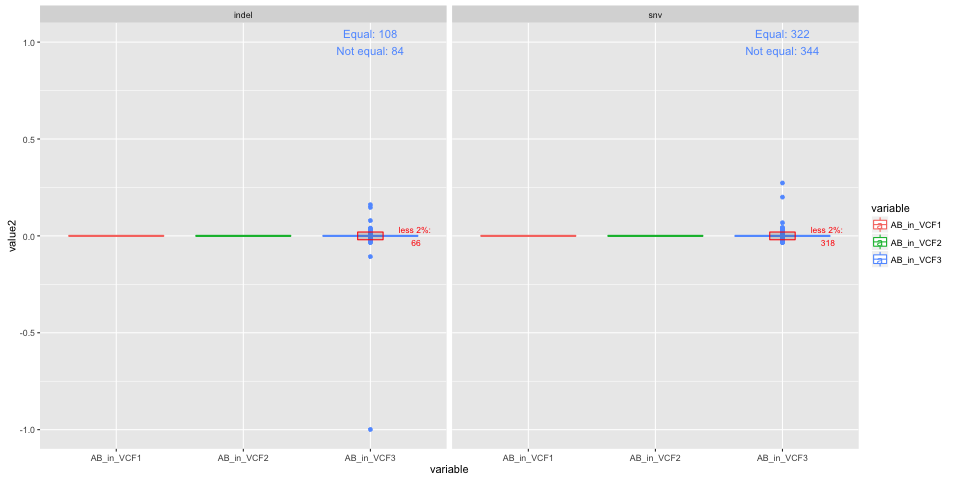 indel
snv
Equal: 108
Not equal: 84
Equal: 322
Not equal: 344
1.0
0.5
0.0
-0.5
-1.0
value2
less 2%:
66
less 2%:
318
AB_in_VCF1
AB_in_VCF2
AB_in_VCF3
AB_in_VCF1
AB_in_VCF2
AB_in_VCF3
variable
variable
a AB_in_VCF1
a AB_in_VCF2
a AB_in_VCF3